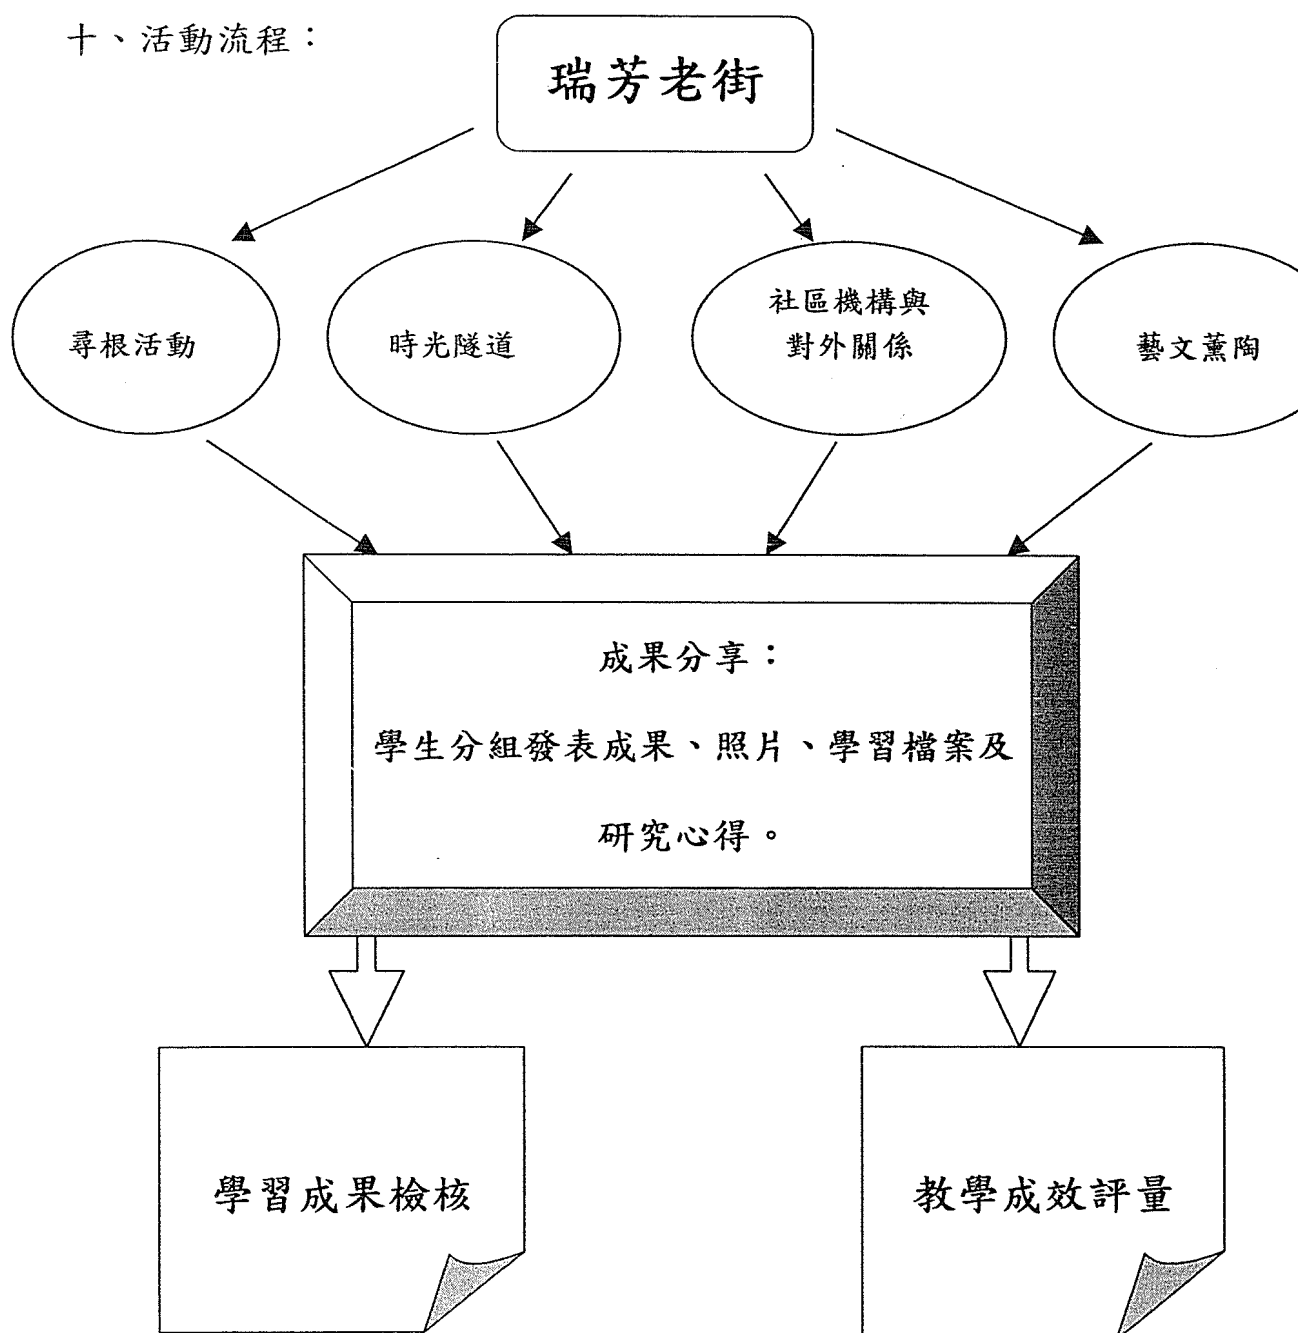 十、活動流程：
瑞芳老街
尋根活動
時光隧道
社區機構與
對外關係
藝文薰陶
成果分享：
學生分組發表成果、照片、學習檔案及
研究心得。
學習成果檢核
教學成效評量